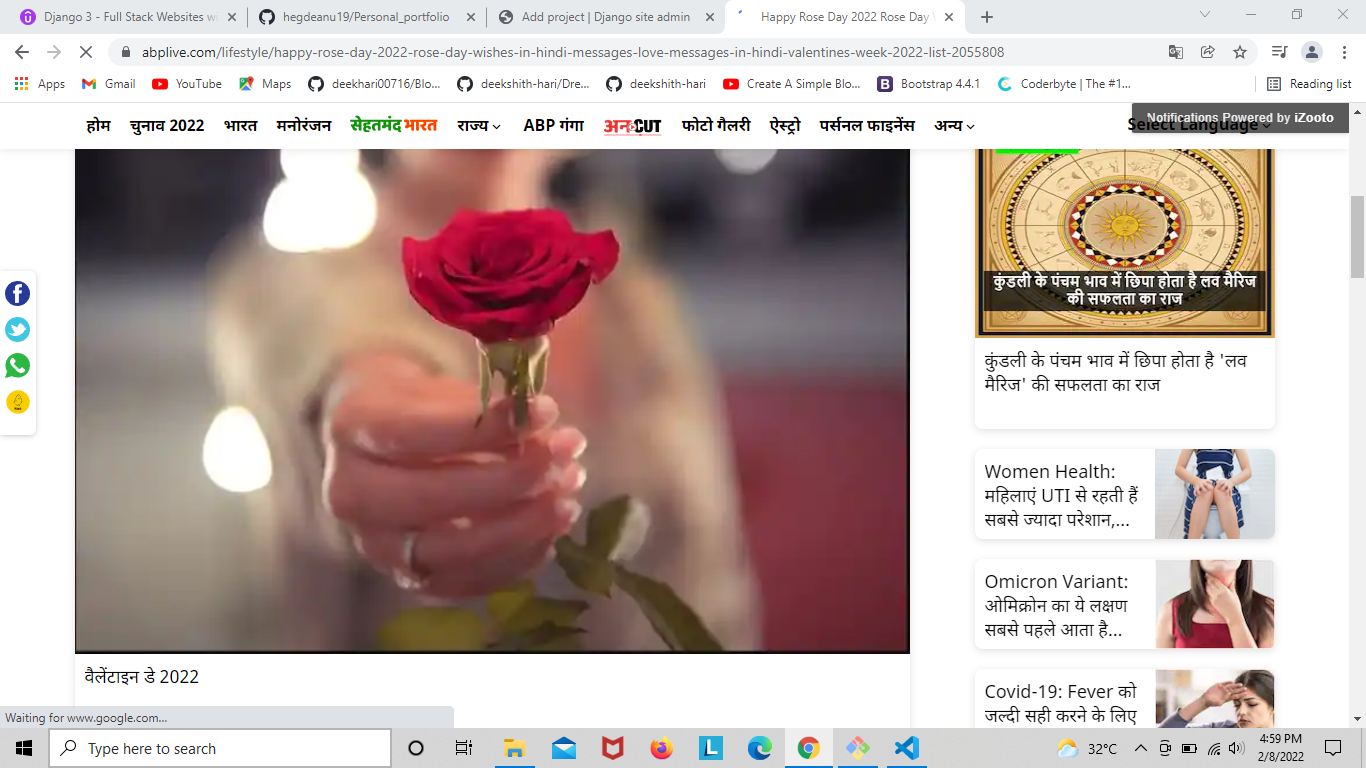 Django 3 - Full Stack Websites w
hegdeanu19/Personal_portfolio
Add project | Django site admin
Happy Rose Day 2022 Rose Day
abplive.com/lifestyle/happy-rose-day-2022-rose-day-wishes-in-hindi-messages-love-messages-in-hindi-valentines-week-2022-list-2055808
Apps Gmail YouTube Maps deekhari00716/Blo... deekshith-hari/Dre... deekshith-hari Create A Simple Blo... Bootstrap 4.4.1 Coderbyte | The #1... Reading list
Notifications Powered by iZooto
होम चुनाव 2022 भारत मनोरंजन सेहतमंद भारत राज्य ABP गंगा अनCUT फोटो गैलरी ऐस्ट्रो पर्सनल फाइनेंस अन्य Select Language
कुंडली के पंचम भाव में छिपा होता है लव मैरिज
की सफलता का राज
कुंडली के पंचम भाव में छिपा होता है 'लव
मैरिज' की सफलता का राज
Women Health:
महिलाएं UTI से रहती हैं
सबसे ज्यादा परेशान,...
Omicron Variant:
ओमिक्रोन का ये लक्षण
सबसे पहले आता है...
Covid-19: Fever को
जल्दी सही करने के लिए
वैलेंटाइन डे 2022
Waiting for www.google.com...
Type here to search
32°C
4:59 PM
2/8/2022